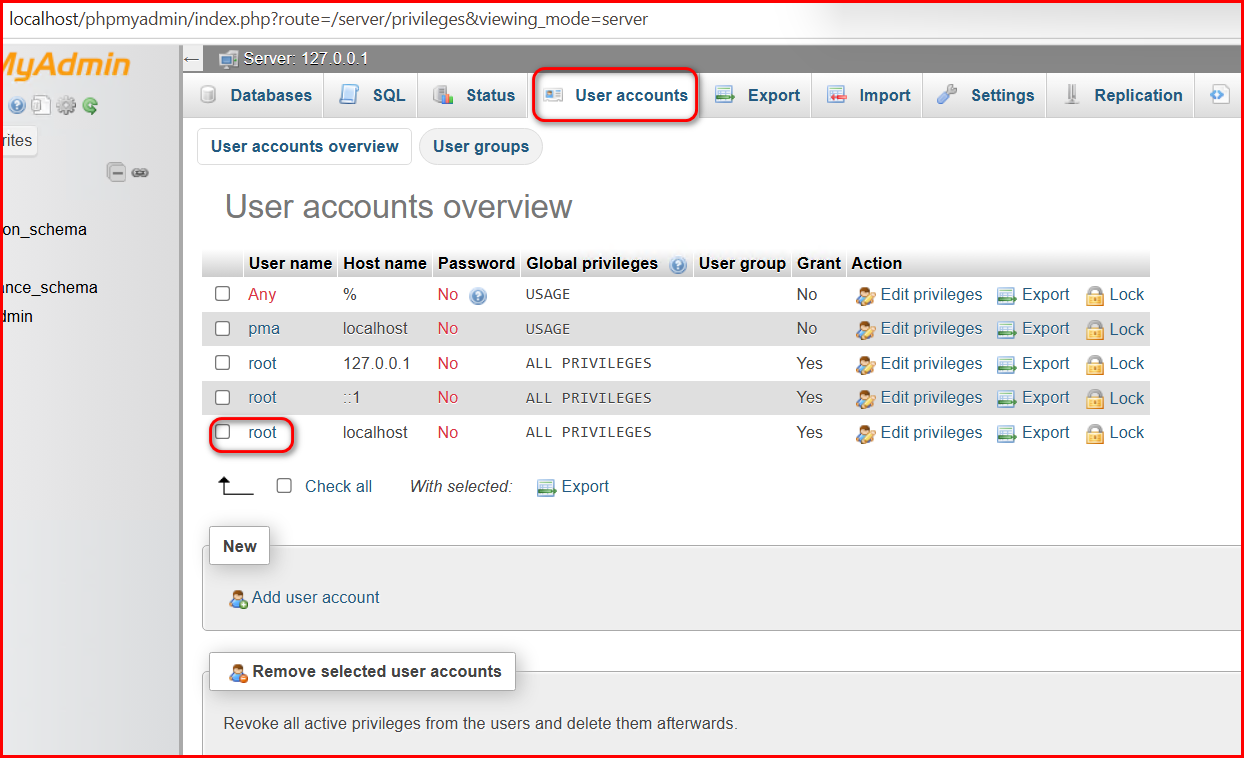 localhost/phpmyadmin/index.php?route=/server/privileges&viewing_mode=server
MyAdmin
← Server: 127.0.0.1
Databases SQL Status User accounts Export Import Settings Replication
rites
User accounts overview User groups
User accounts overview
on_schema
ance_schema
dmin
User name Host name Password Global privileges User group Grant Action
Any % No USAGE No Edit privileges Export Lock
pma localhost No USAGE No Edit privileges Export Lock
root 127.0.0.1 No ALL PRIVILEGES Yes Edit privileges Export Lock
root ::1 No ALL PRIVILEGES Yes Edit privileges Export Lock
root localhost No ALL PRIVILEGES Yes Edit privileges Export Lock
Check all With selected: Export
New
Add user account
Remove selected user accounts
Revoke all active privileges from the users and delete them afterwards.